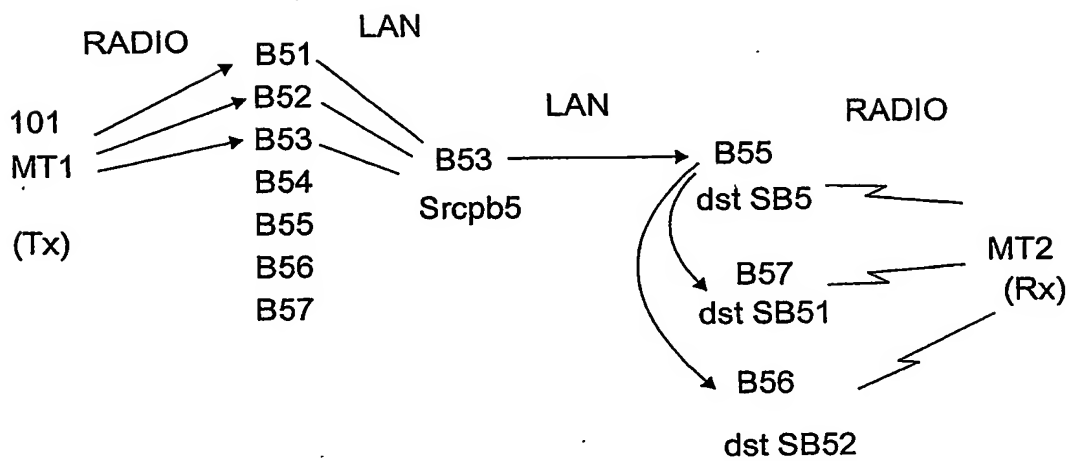 RADIO
LAN
101
MT1
(Tx)
B51
B52
B53
B54
B55
B56
B57
B53
Srcpb5
LAN
RADIO
B55
dst SB5
B57
dst SB51
B56
dst SB52
MT2
(Rx)